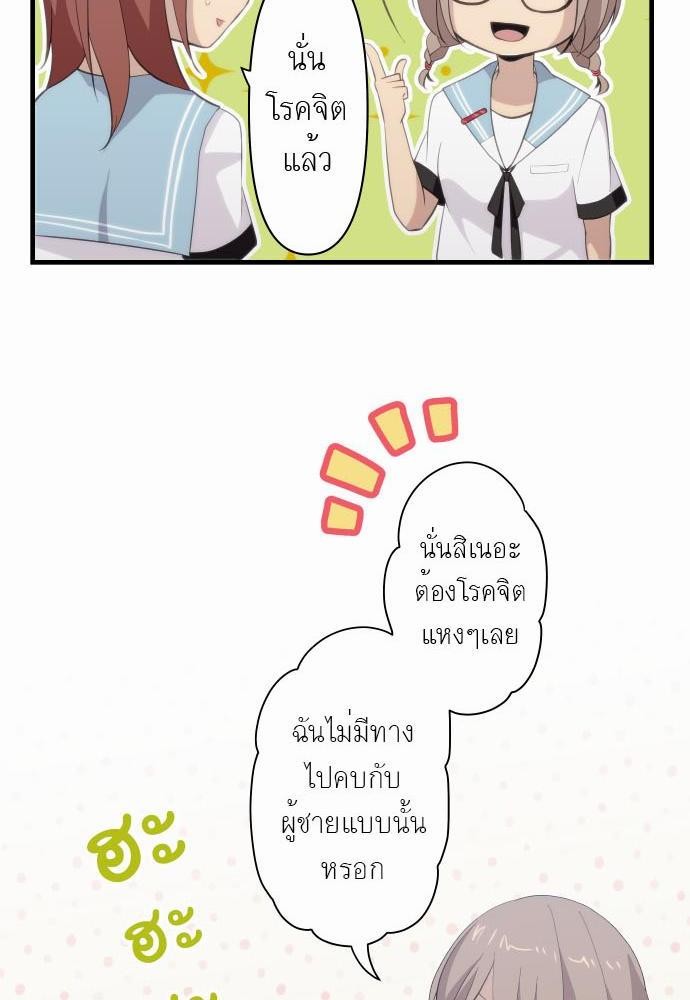 นั่น
โรคจิต
แล้ว
นั่นสิเนอะ
ต้องโรคจิต
แหงๆเลย
ฉันไม่มีทาง
ไปคบกับ
ผู้ชายแบบนั้น
หรอก
ฮะ
ฮะ